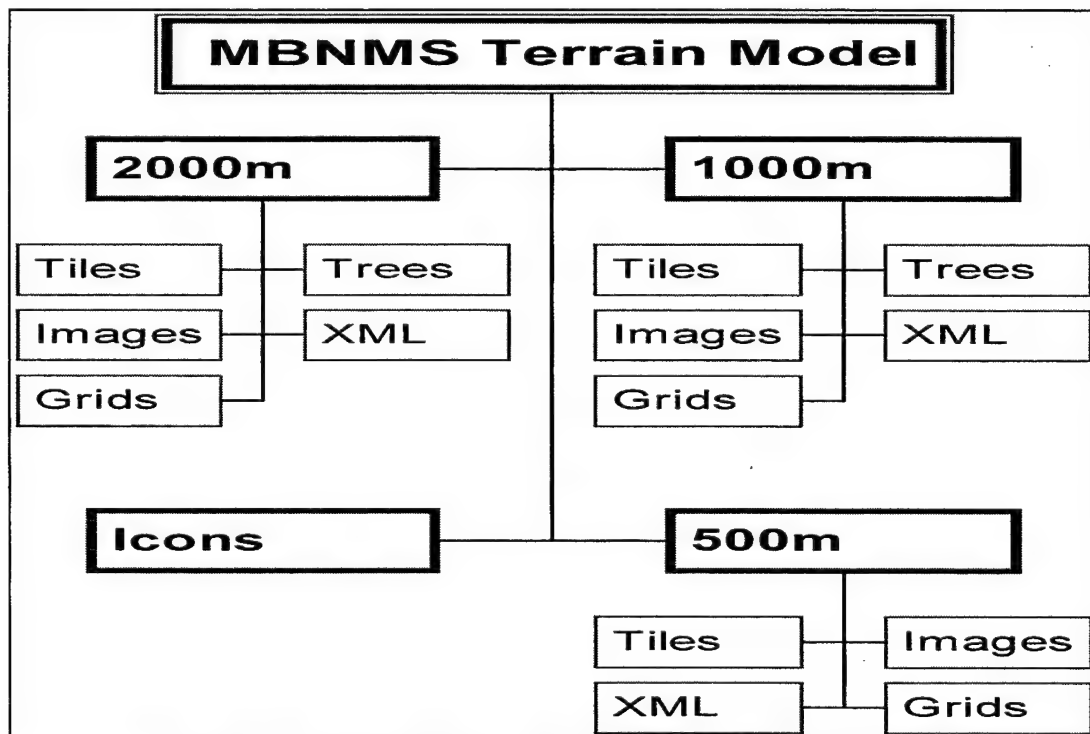 MBNMS Terrain Model
2000m
1000m
Tiles
Trees
Tiles
Trees
Images
XML
Images
XML
Grids
Grids
Icons
500m
Tiles
Images
XML
Grids